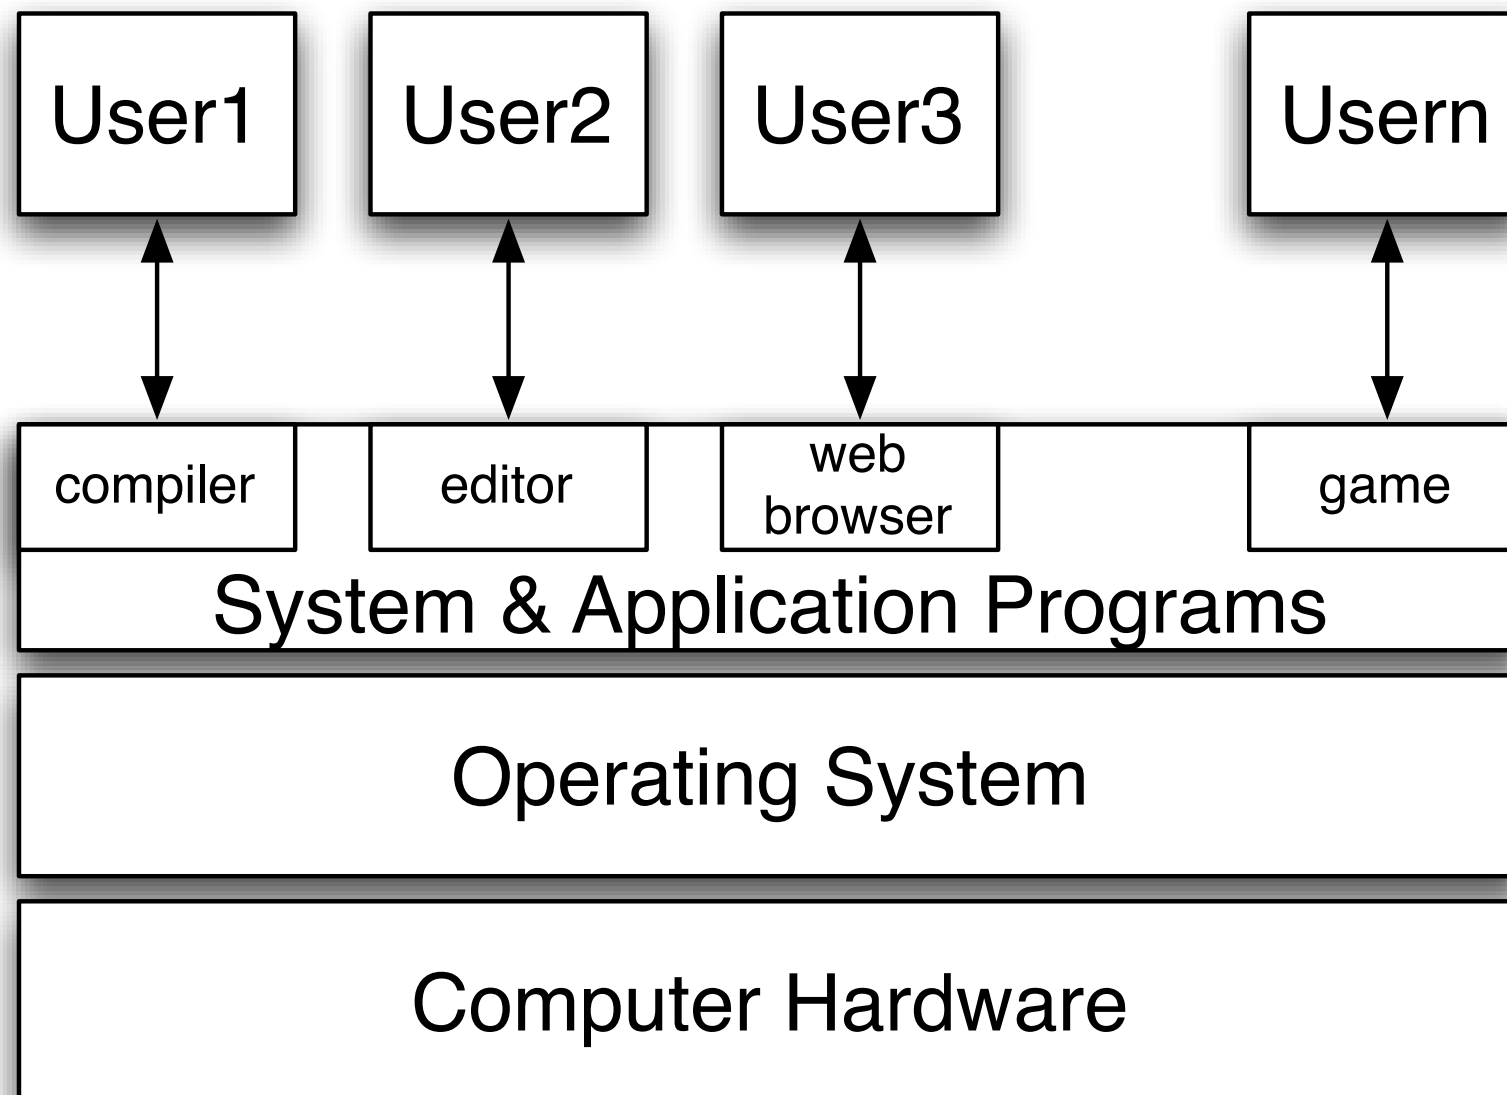 User1
User2
User3
Usern
compiler
editor
web
browser
game
System & Application Programs
Operating System
Computer Hardware